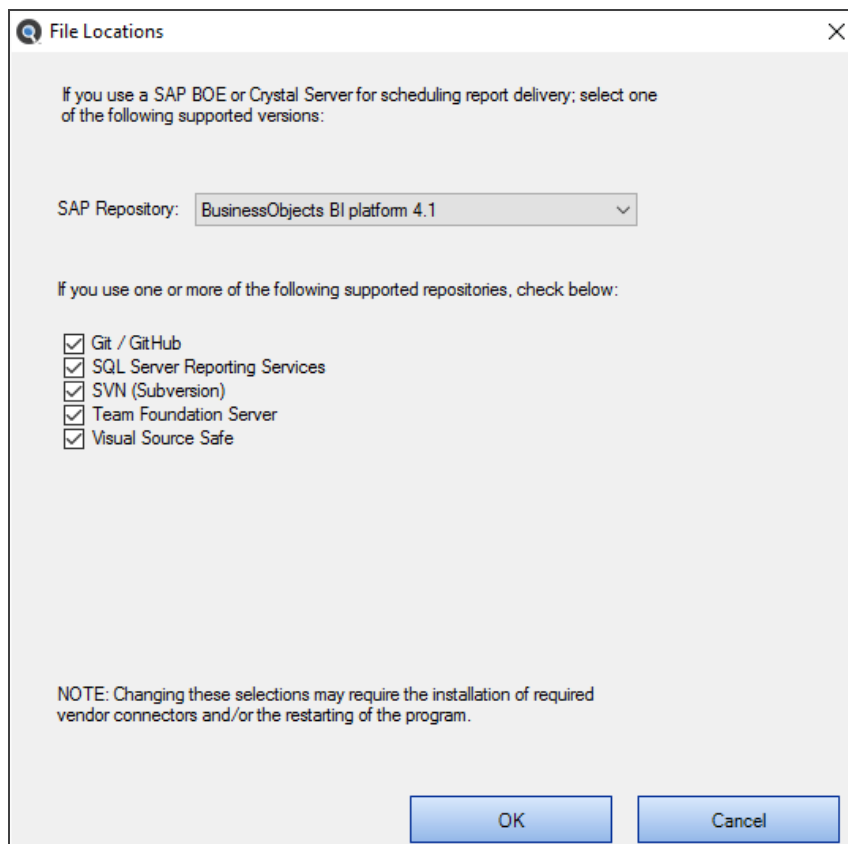 File Locations
If you use a SAP BOE or Crystal Server for scheduling report delivery; select one
of the following supported versions:
SAP Repository: BusinessObjects BI platform 4.1
If you use one or more of the following supported repositories, check below:
Git / GitHub
SQL Server Reporting Services
SVN (Subversion)
Team Foundation Server
Visual Source Safe
NOTE: Changing these selections may require the installation of required
vendor connectors and/or the restarting of the program.
OK Cancel